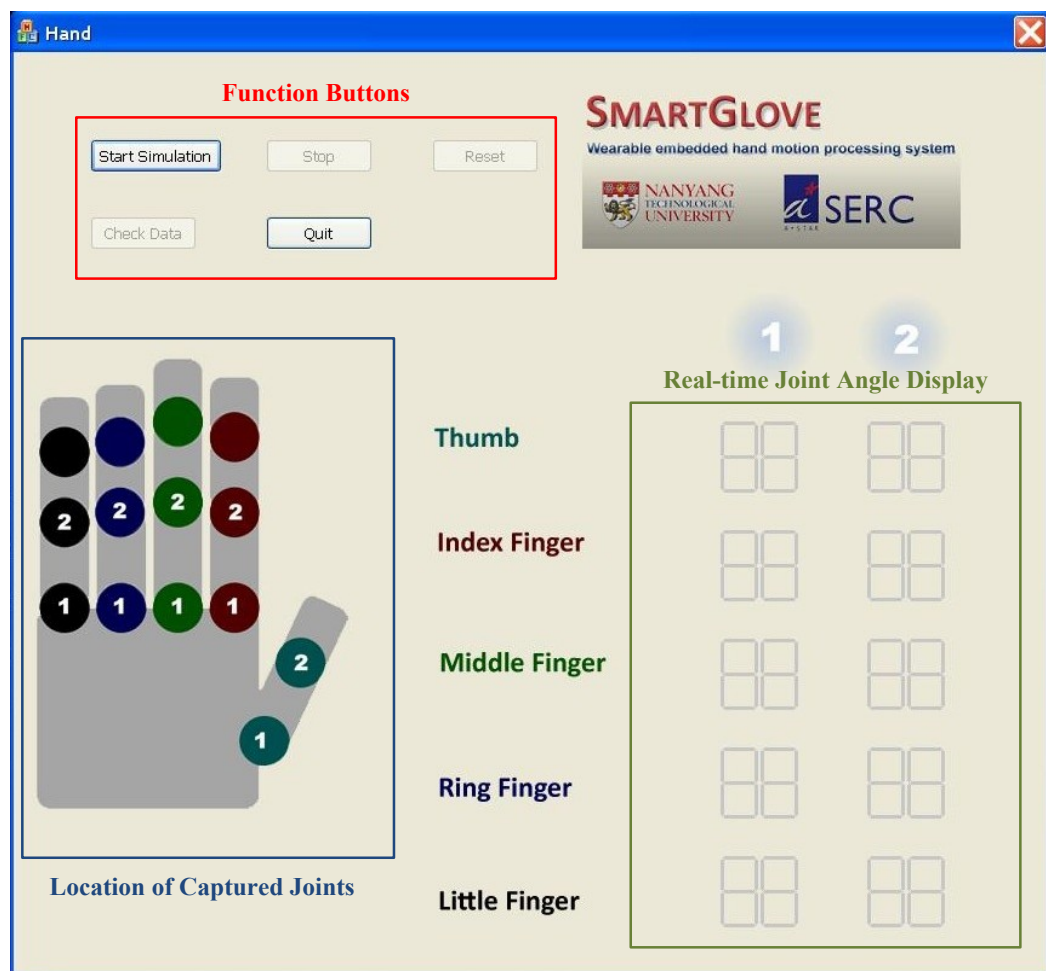 Hand
Function Buttons
Start Simulation
Stop
Reset
Check Data
Quit
SMARTGLOVE
Wearable embedded hand motion processing system
NANYANG
TECHNOLOGICAL
UNIVERSITY
SERC
A*STAR
1
2
Real-time Joint Angle Display
2
2
2
2
1
1
1
1
2
1
Location of Captured Joints
Thumb
Index Finger
Middle Finger
Ring Finger
Little Finger